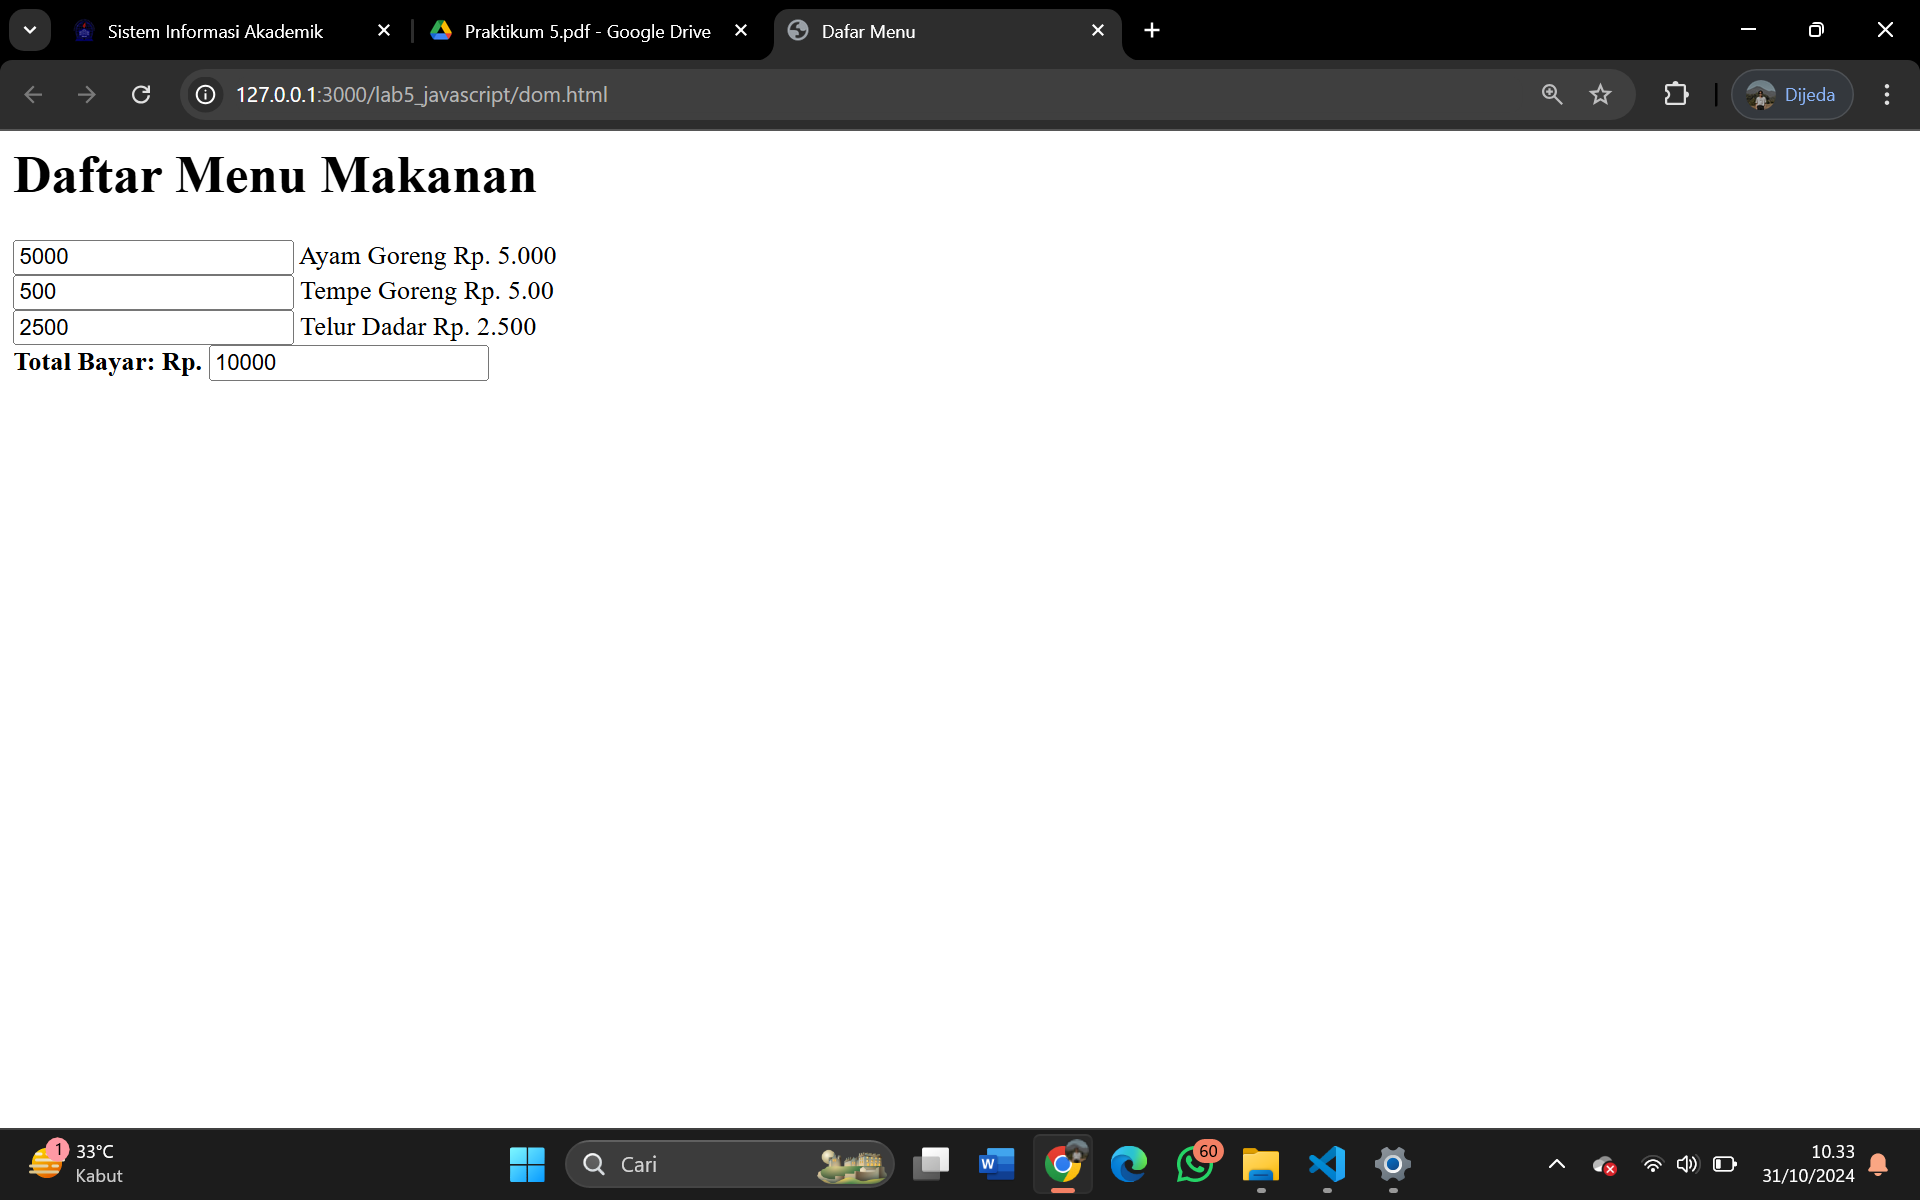 Sistem Informasi Akademik
Praktikum 5.pdf - Google Drive
Dafar Menu
127.0.0.1:3000/lab5_javascript/dom.html
Dijeda
Daftar Menu Makanan
5000 Ayam Goreng Rp. 5.000
500 Tempe Goreng Rp. 5.00
2500 Telur Dadar Rp. 2.500
Total Bayar: Rp. 10000
1
33°C
Kabut
Cari
W
60
10.33
31/10/2024